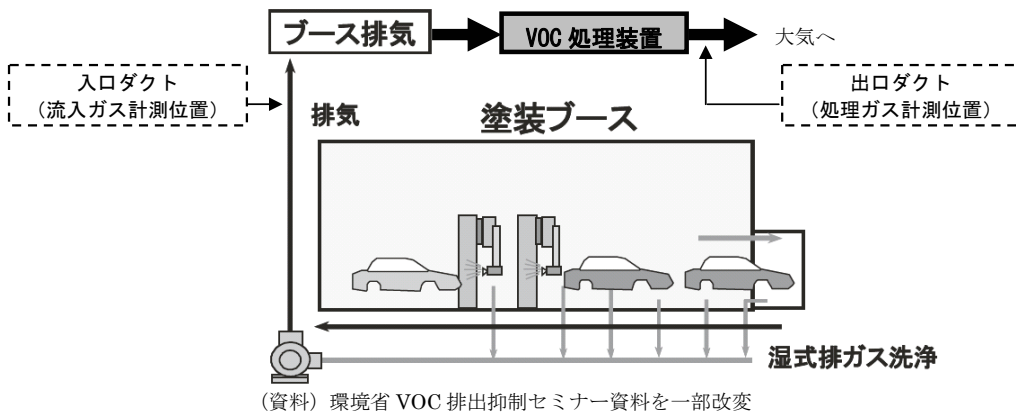 ブース排気
VOC 処理装置
大気へ
入口ダクト
(流入ガス計測位置)
出口ダクト
(処理ガス計測位置)
排気
塗装ブース
湿式排ガス洗浄
(資料)環境省 VOC 排出抑制セミナー資料を一部改変